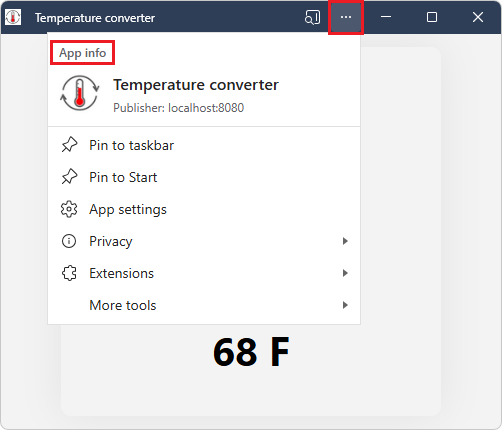 Temperature converter
App info
Temperature converter
Publisher: localhost:8080
Pin to taskbar
Pin to Start
App settings
Privacy
Extensions
More tools
68 F